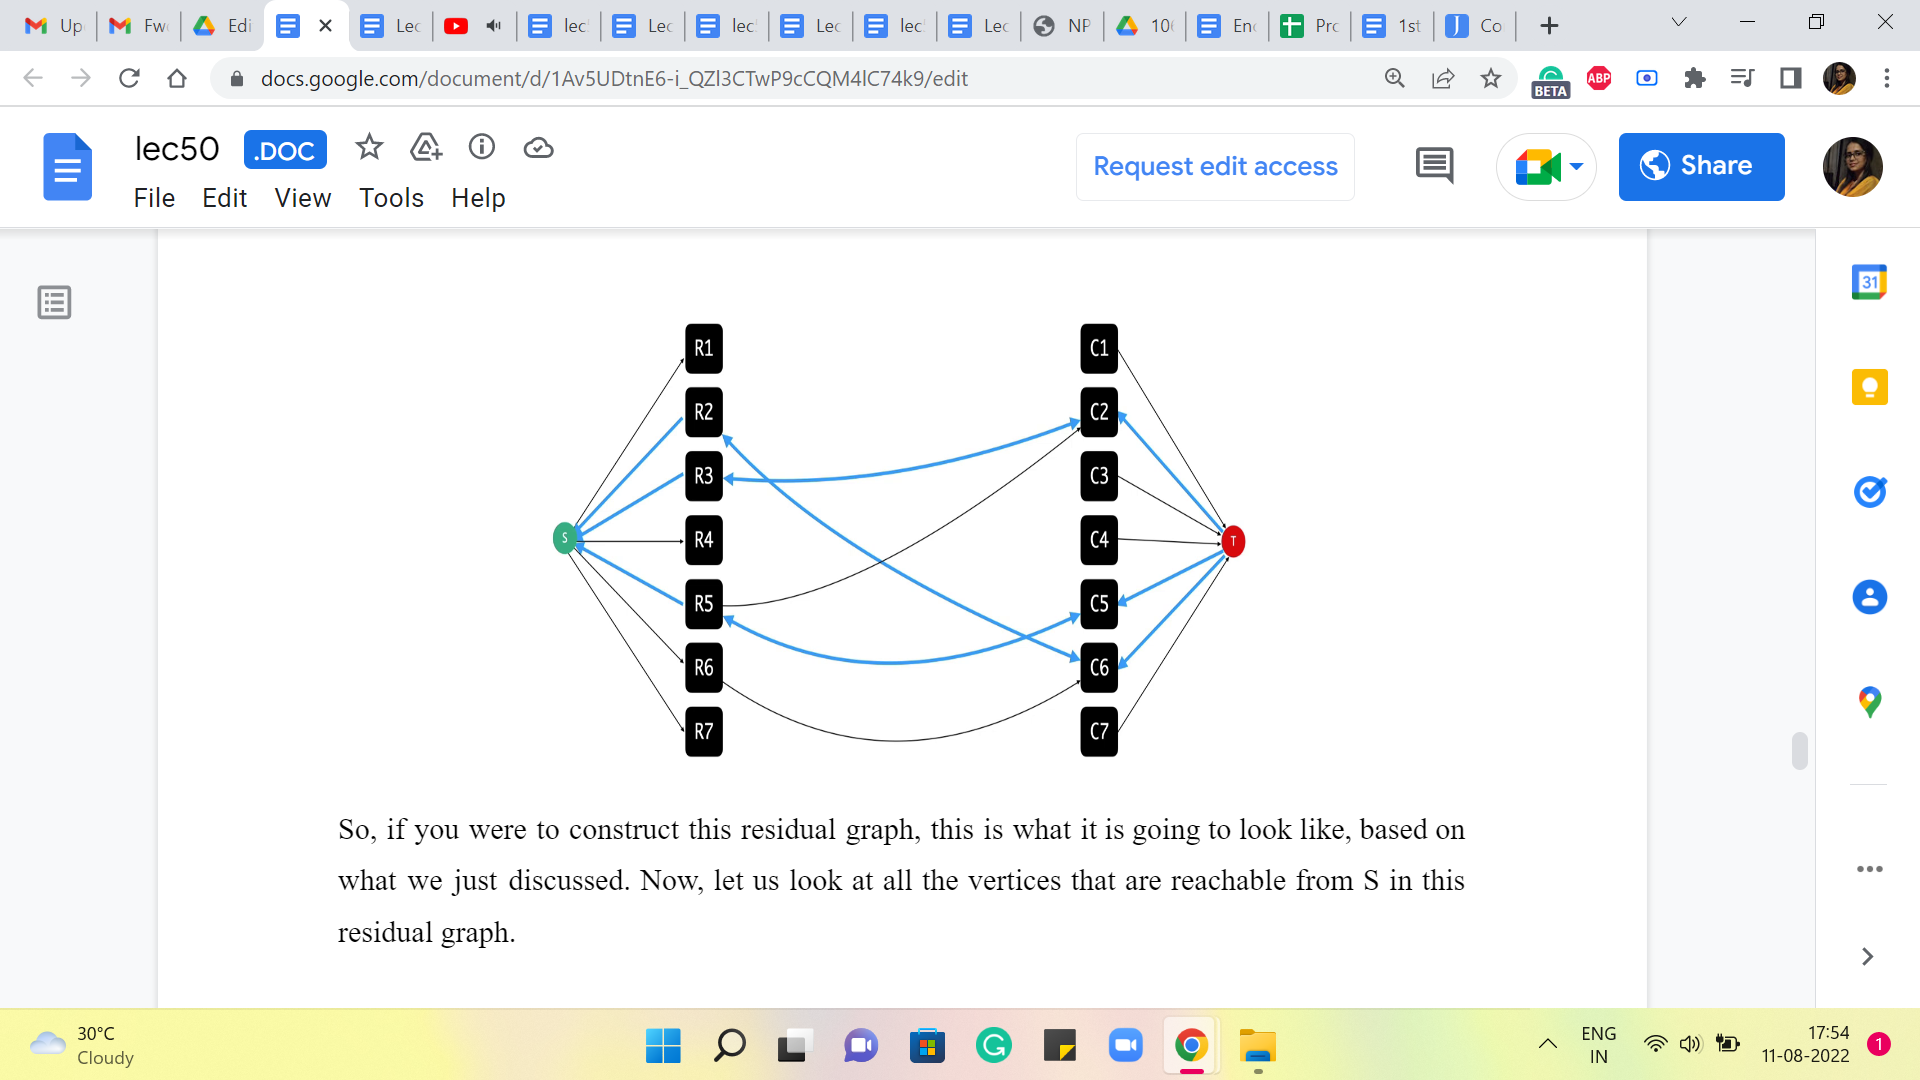 Up
Fwc
Edi
Lec
lec
Lec
lec
Lec
lec
Lec
NP
10
En
Pro
1st
Co
docs.google.com/document/d/1Av5UDtnE6-i_QZl3CTwP9cCQM4lC74k9/edit
BETA
ABP
lec50 .DOC
Request edit access
Share
File Edit View Tools Help
31
R1 C1
R2 C2
R3 C3
S R4 C4 T
R5 C5
R6 C6
R7 C7
So, if you were to construct this residual graph, this is what it is going to look like, based on
what we just discussed. Now, let us look at all the vertices that are reachable from S in this
residual graph.
30°C
Cloudy
ENG
IN
17:54
11-08-2022
1